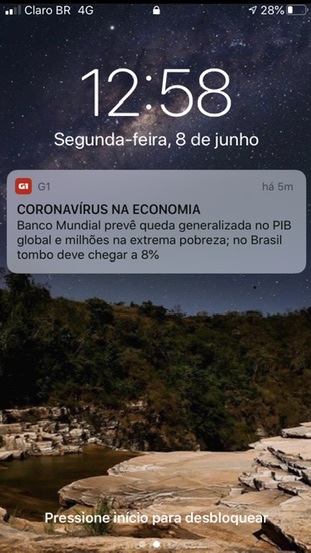 Claro BR 4G 28%
12:58
Segunda-feira, 8 de junho
G1 G1 há 5m
CORONAVÍRUS NA ECONOMIA
Banco Mundial prevê queda generalizada no PIB
global e milhões na extrema pobreza; no Brasil
tombo deve chegar a 8%
Pressione início para desbloquear